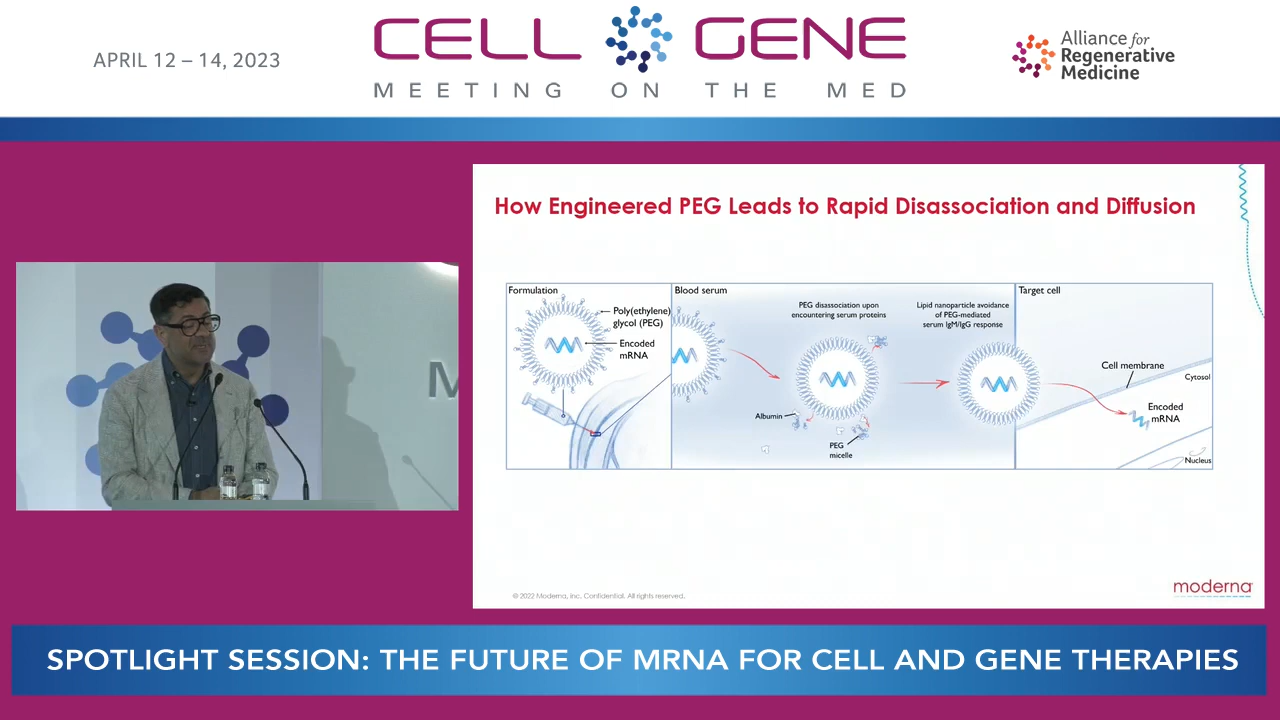 APRIL 12 – 14, 2023
CELL GENE
MEETING ON THE MED
Alliance for
Regenerative
Medicine
How Engineered PEG Leads to Rapid Disassociation and Diffusion
Formulation
Poly(ethylene)
glycol (PEG)
Encoded
mRNA
Blood serum
PEG disassociation upon
encountering serum proteins
Lipid nanoparticle avoidance
of PEG-mediated
serum IgM/IgG response
Albumin
PEG
micelle
Target cell
Cell membrane
Cytosol
Encoded
mRNA
Nucleus
© 2022 Moderna, Inc. Confidential. All rights reserved.
moderna
M
SPOTLIGHT SESSION: THE FUTURE OF MRNA FOR CELL AND GENE THERAPIES